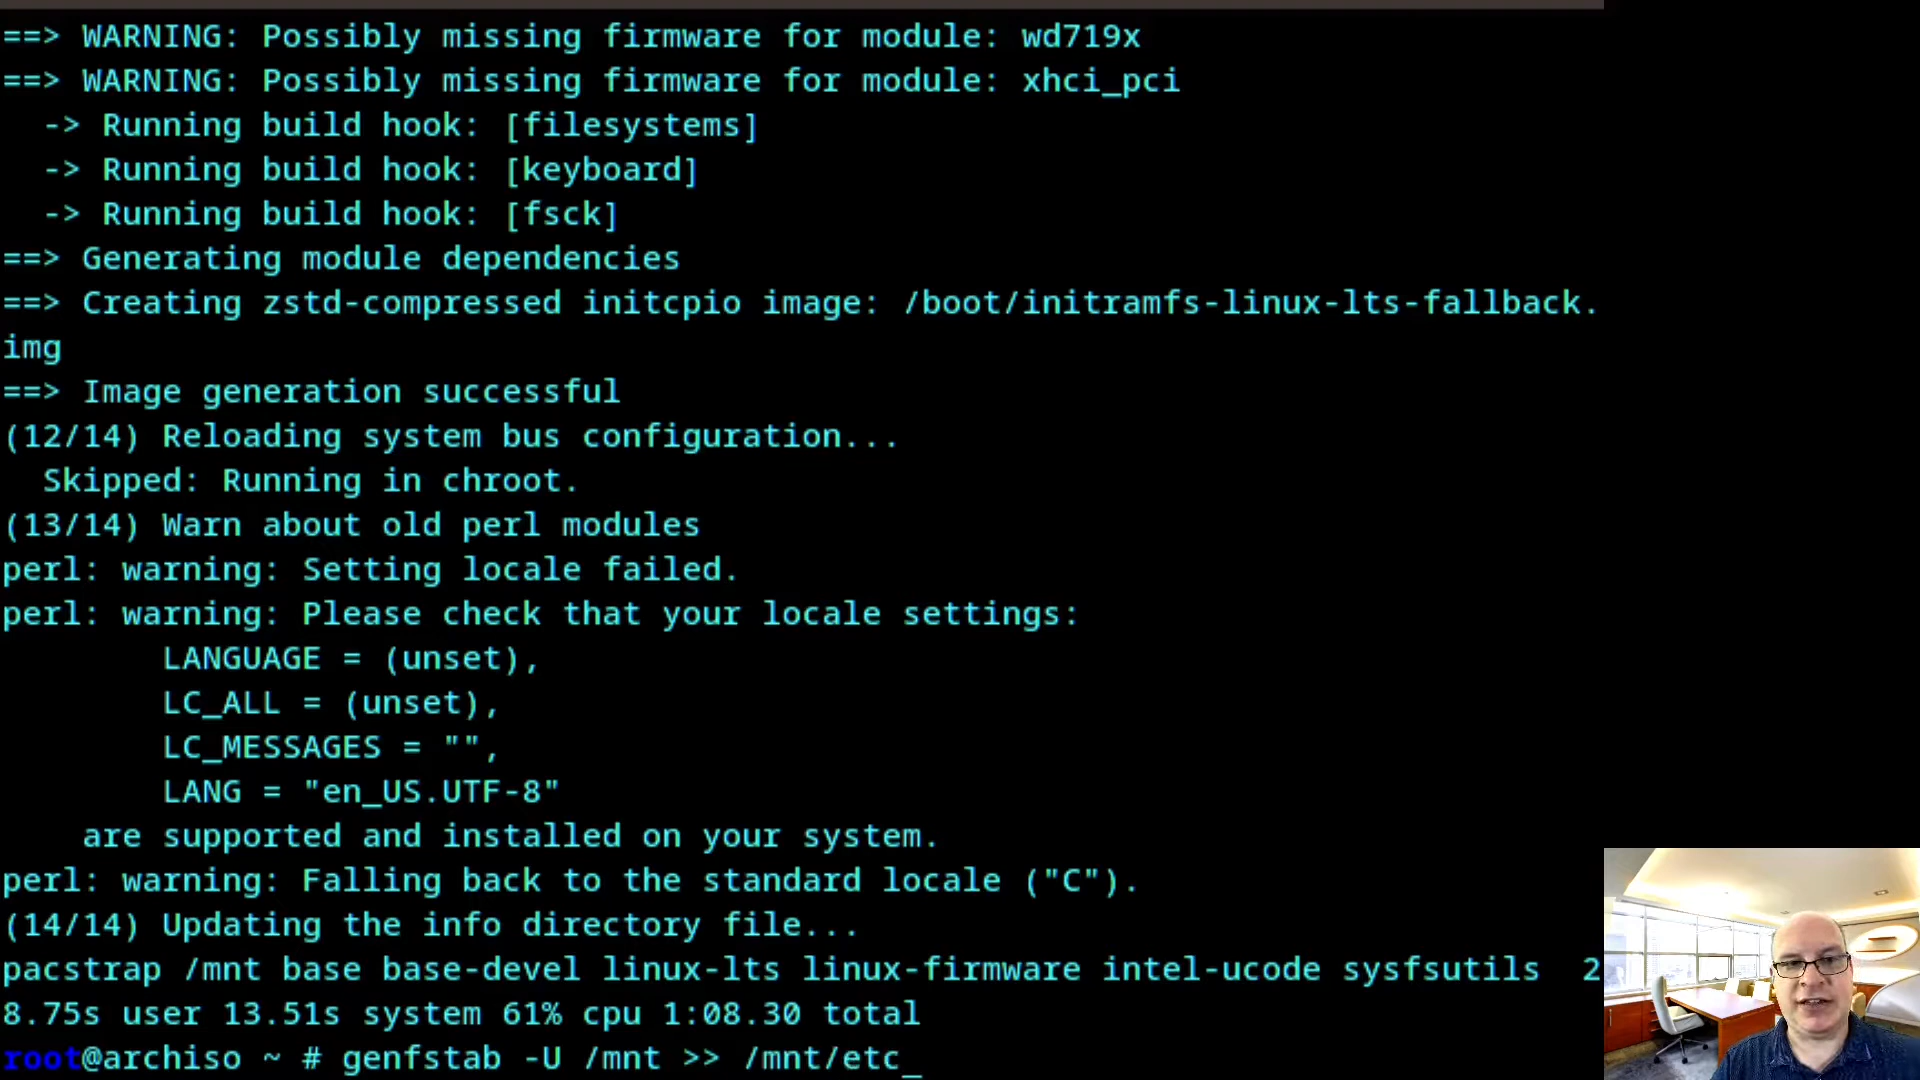 ==> WARNING: Possibly missing firmware for module: wd719x
==> WARNING: Possibly missing firmware for module: xhci_pci
  -> Running build hook: [filesystems]
  -> Running build hook: [keyboard]
  -> Running build hook: [fsck]
==> Generating module dependencies
==> Creating zstd-compressed initcpio image: /boot/initramfs-linux-lts-fallback.
img
==> Image generation successful
(12/14) Reloading system bus configuration...
  Skipped: Running in chroot.
(13/14) Warn about old perl modules
perl: warning: Setting locale failed.
perl: warning: Please check that your locale settings:
        LANGUAGE = (unset),
        LC_ALL = (unset),
        LC_MESSAGES = "",
        LANG = "en_US.UTF-8"
    are supported and installed on your system.
perl: warning: Falling back to the standard locale ("C").
(14/14) Updating the info directory file...
pacstrap /mnt base base-devel linux-lts linux-firmware intel-ucode sysfsutils  2
8.75s user 13.51s system 61% cpu 1:08.30 total
root@archiso ~ # genfstab -U /mnt >> /mnt/etc_